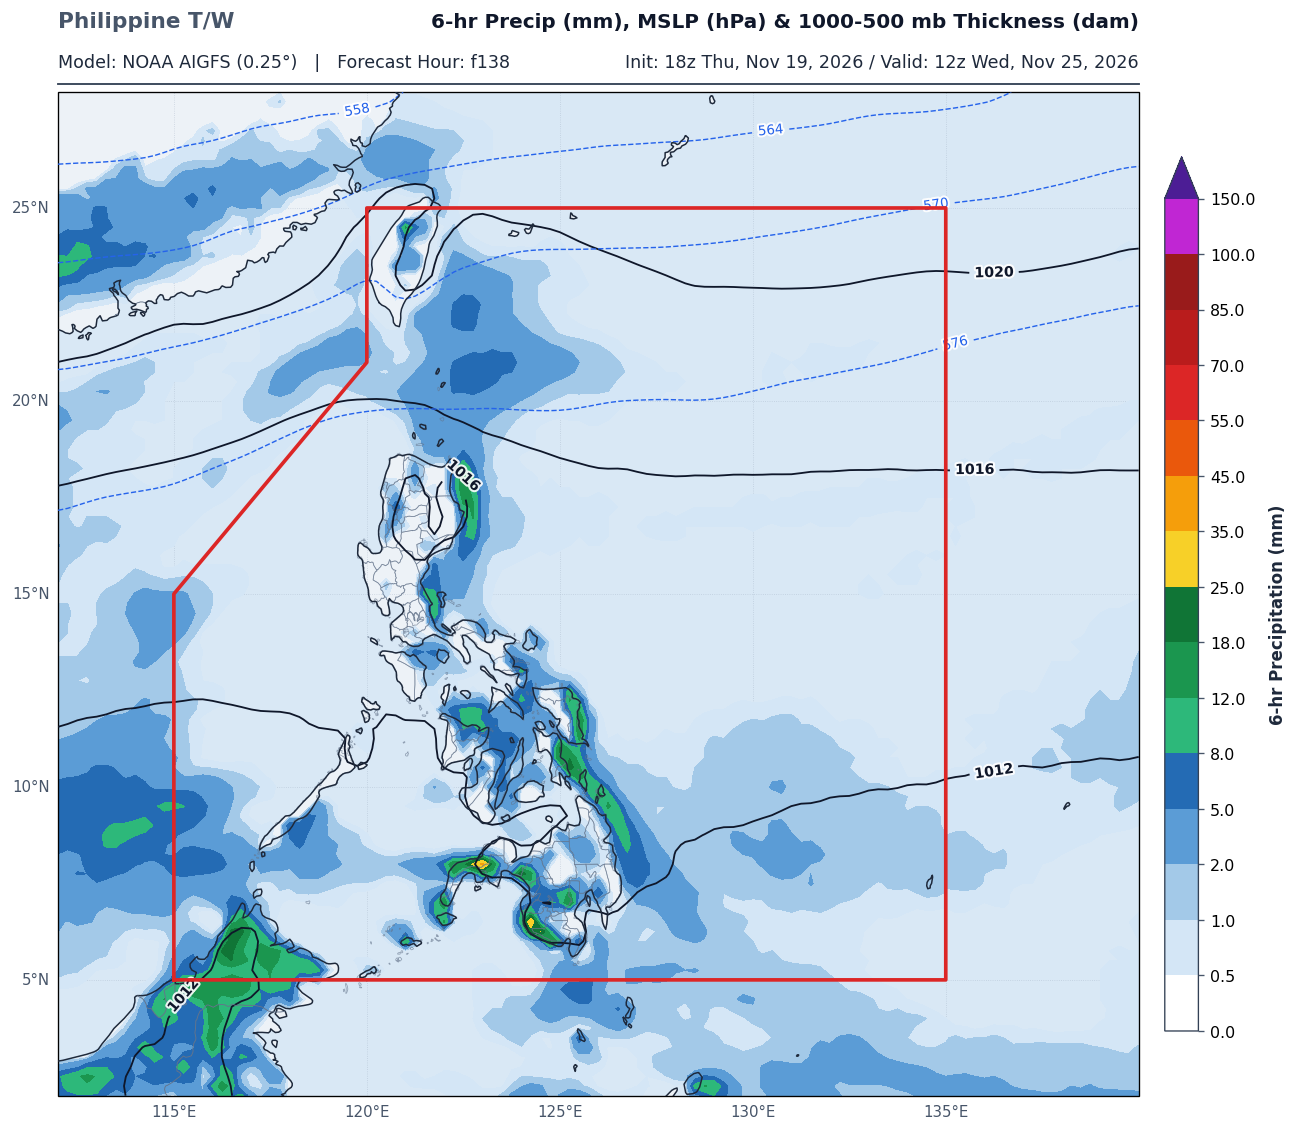 Philippine T/W
6-hr Precip (mm), MSLP (hPa) & 1000-500 mb Thickness (dam)
Model: NOAA AIGFS (0.25°) | Forecast Hour: f138
Init: 18z Thu, Nov 19, 2026 / Valid: 12z Wed, Nov 25, 2026
558
564
570
576
1020
1016
1016
1012
1012
25°N
20°N
15°N
10°N
5°N
115°E
120°E
125°E
130°E
135°E
150.0
100.0
85.0
70.0
55.0
45.0
35.0
25.0
18.0
12.0
8.0
5.0
2.0
1.0
0.5
0.0
6-hr Precipitation (mm)